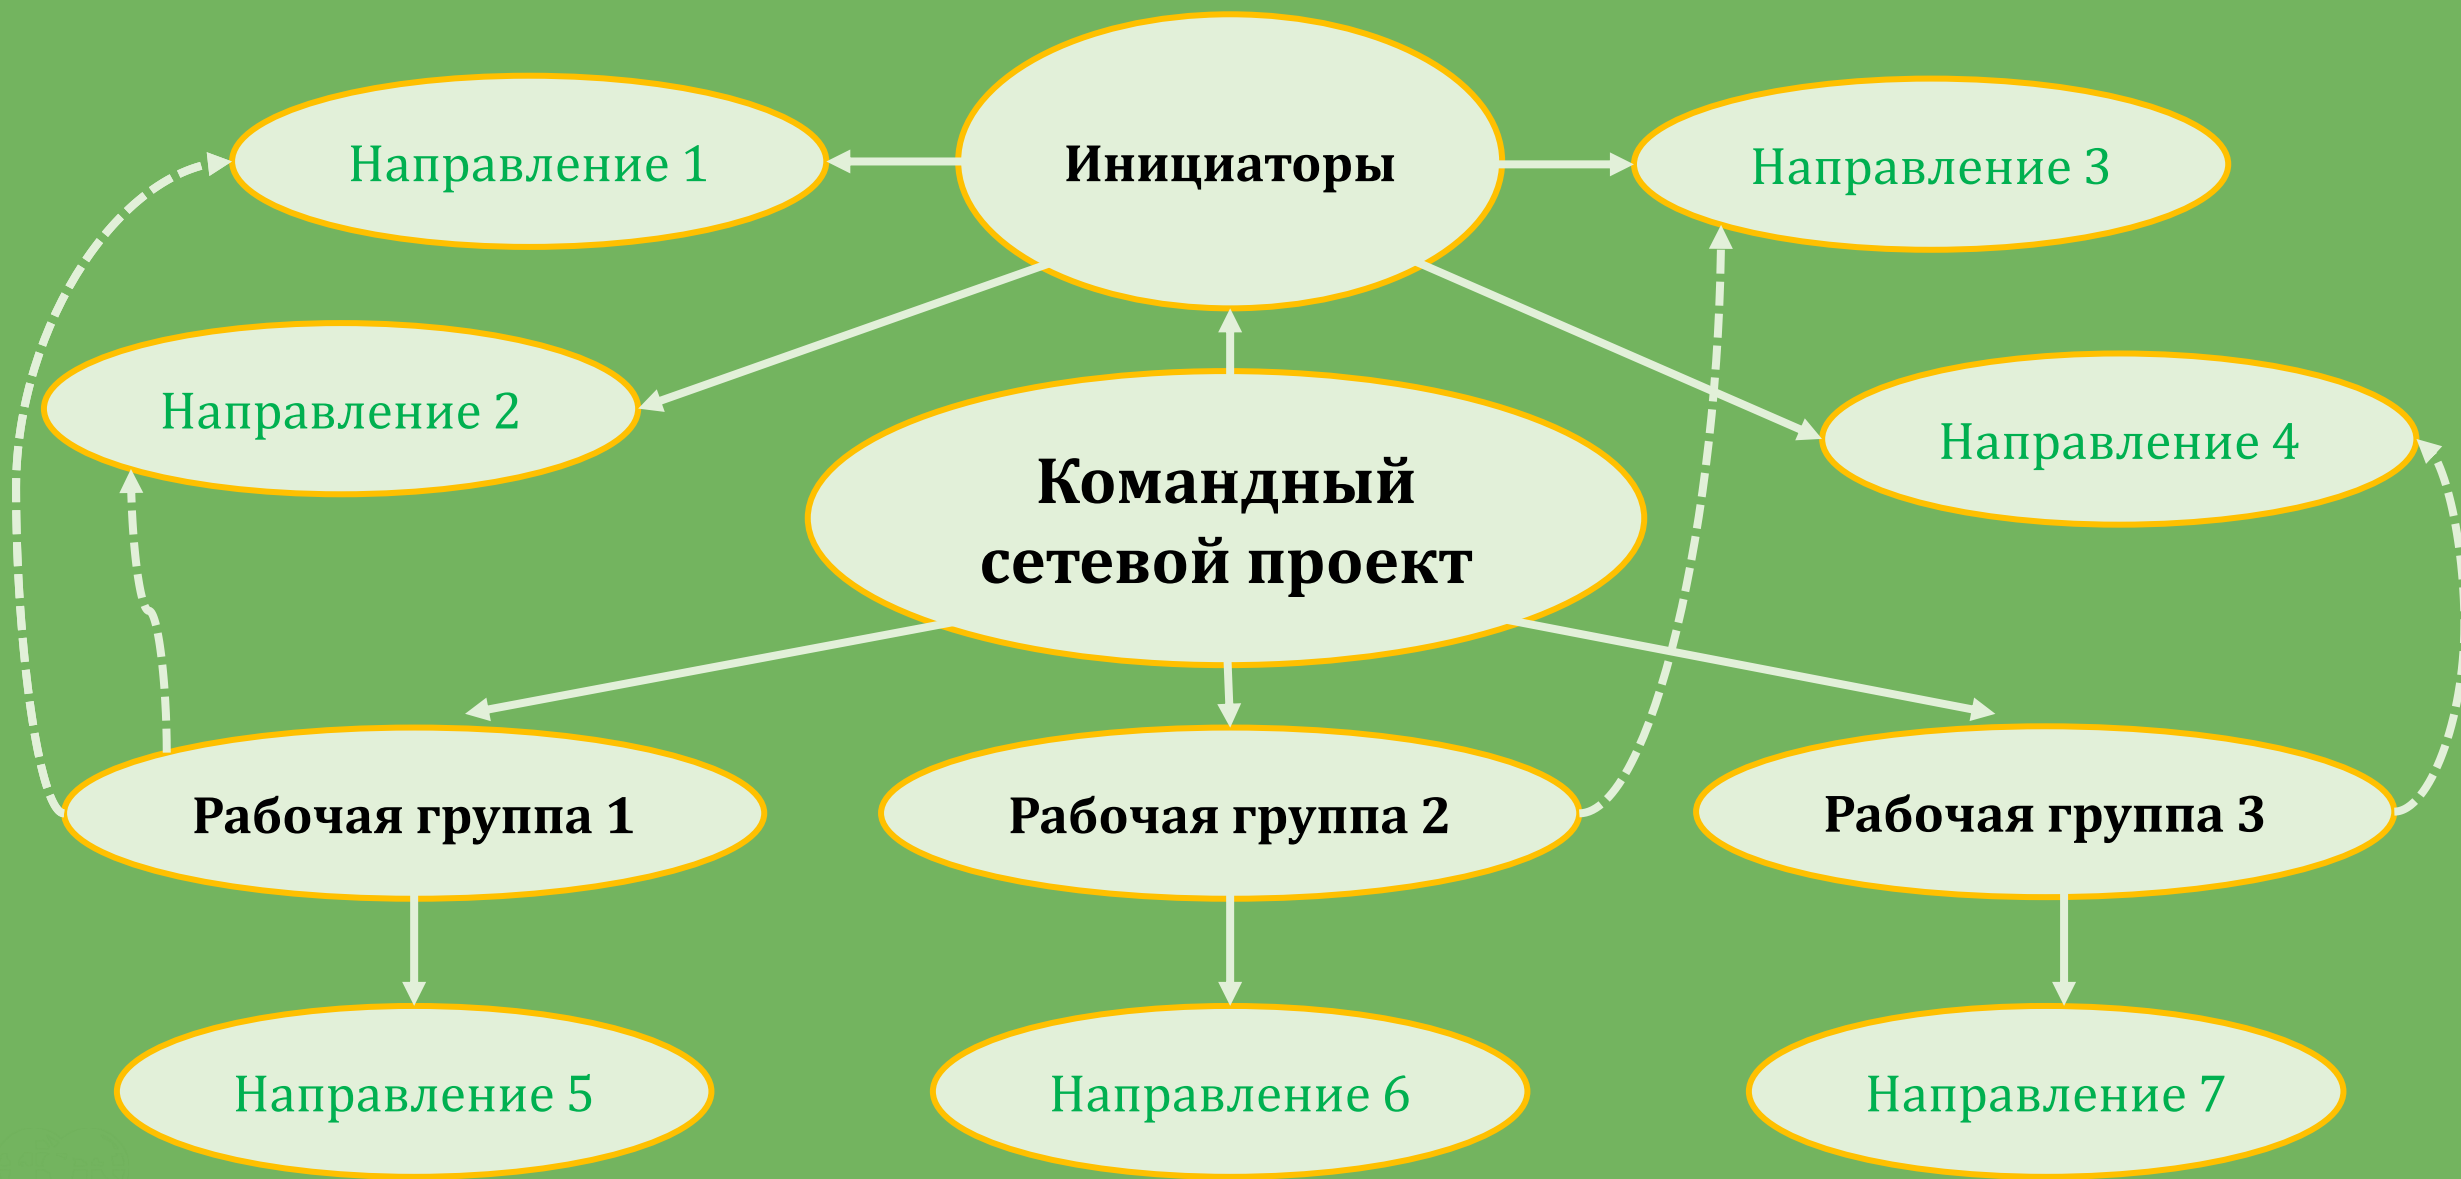 Инициаторы
Направление 1
Направление 3
Направление 2
Направление 4
Командный
сетевой проект
Рабочая группа 1
Рабочая группа 2
Рабочая группа 3
Направление 5
Направление 6
Направление 7